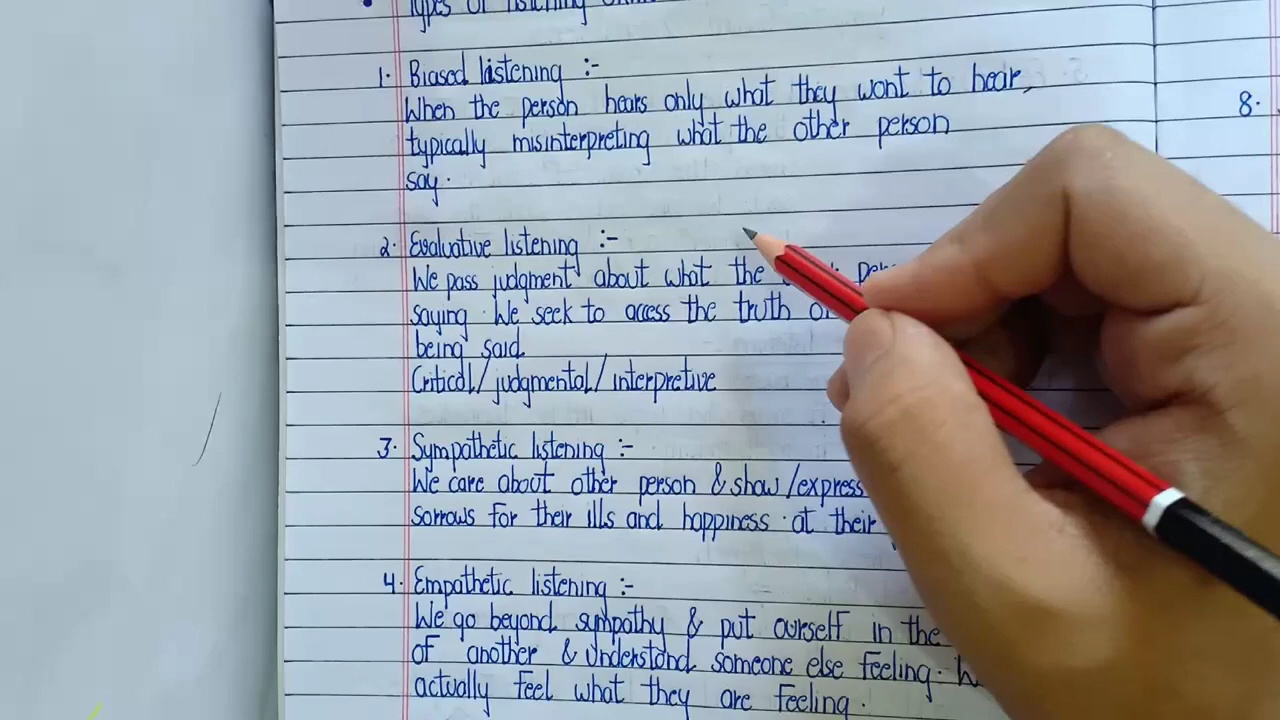 Types of listening
1. Biased listening :-
When the person hears only what they want to hear,
typically misinterpreting what the other person
say.
2. Evaluative listening :-
We pass judgment about what the
saying. We seek to access the truth of
being said
Critical/judgmental/interpretive
3. Sympathetic listening :-
We care about other person & show/express
sorrows for their ills and happiness. at their
4. Empathetic listening :-
We go beyond sympathy & put ourself in the
of another & understand someone else feeling.
actually feel what they are feeling.
8.